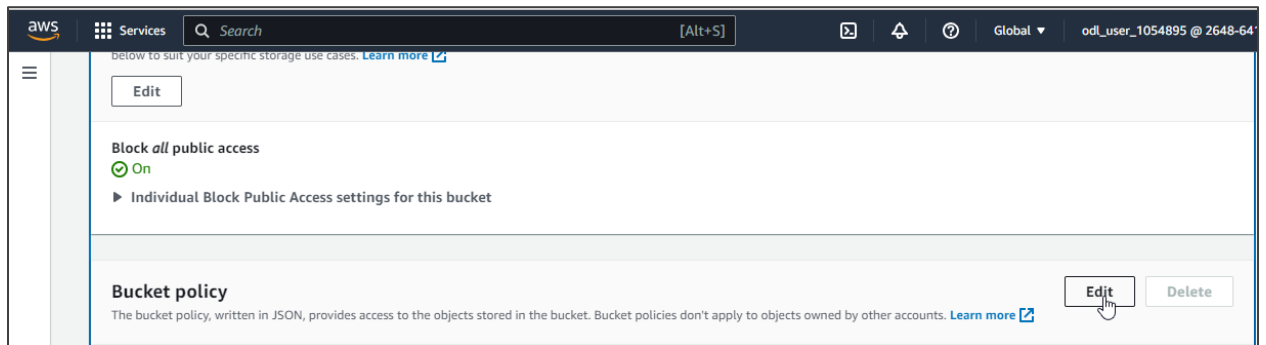 aws Services Search [Alt+S] Global ▼ odl_user_1054895 @ 2648-641
below to suit your specific storage use cases. Learn more
Edit
Block all public access
On
▶ Individual Block Public Access settings for this bucket
Bucket policy
Edit Delete
The bucket policy, written in JSON, provides access to the objects stored in the bucket. Bucket policies don't apply to objects owned by other accounts. Learn more